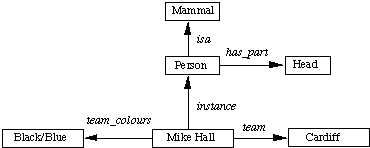 Mammal
isa
has_part
Person
Head
instance
team_colours
team
Black/Blue
Mike Hall
Cardiff